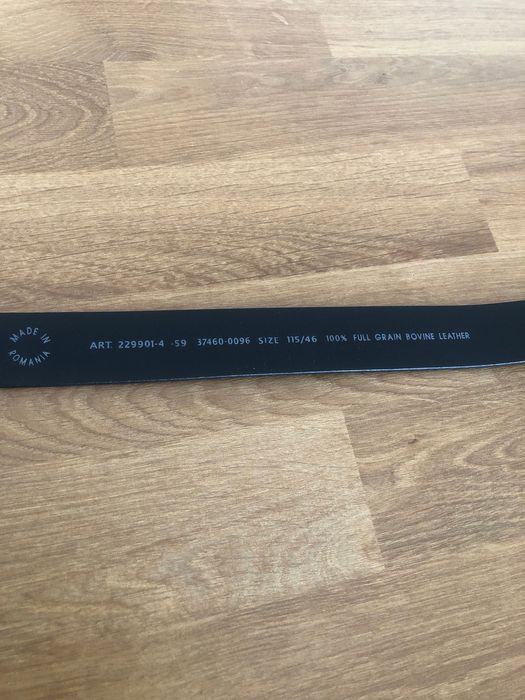 MADE IN
ROMANIA
ART. 229901-4 -59 37460-0096 SIZE 115/46 100% FULL GRAIN BOVINE LEATHER